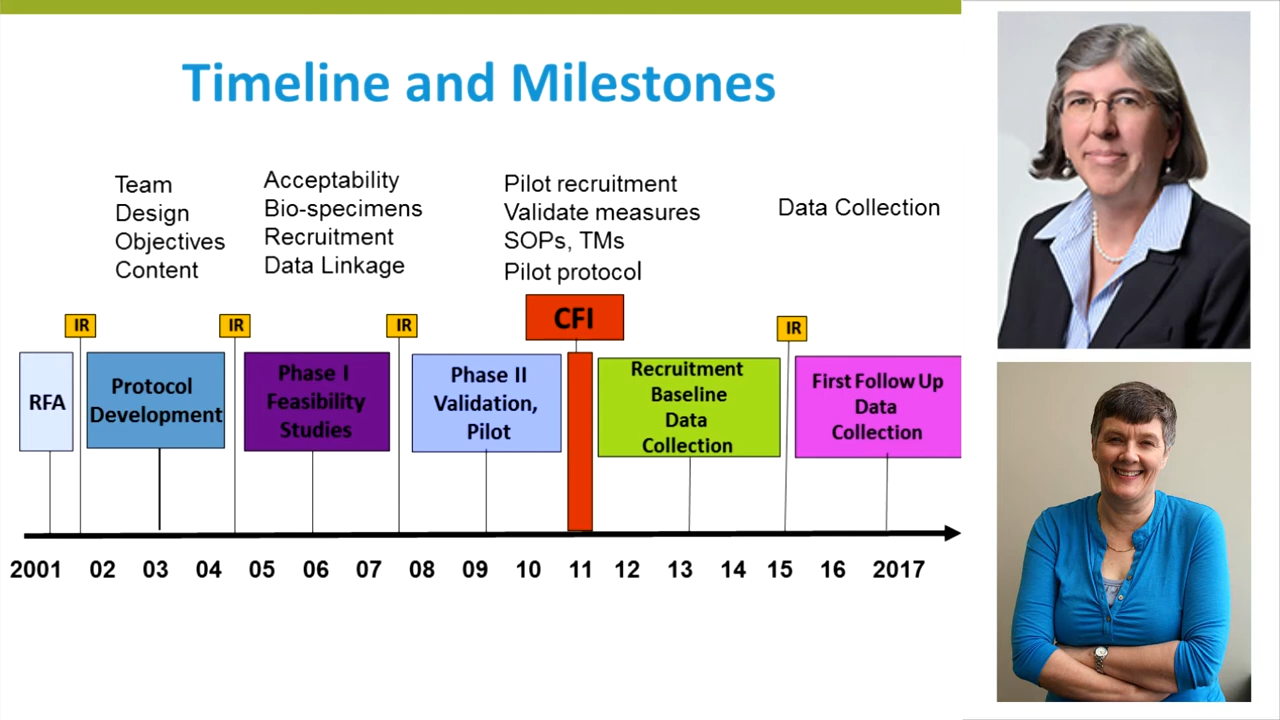 Timeline and Milestones
Team
Design
Objectives
Content
Acceptability
Bio-specimens
Recruitment
Data Linkage
Pilot recruitment
Validate measures
SOPs, TMs
Pilot protocol
Data Collection
IR
IR
IR
CFI
IR
RFA
Protocol
Development
Phase I
Feasibility
Studies
Phase II
Validation,
Pilot
Recruitment
Baseline
Data
Collection
First Follow Up
Data
Collection
2001 02 03 04 05 06 07 08 09 10 11 12 13 14 15 16 2017